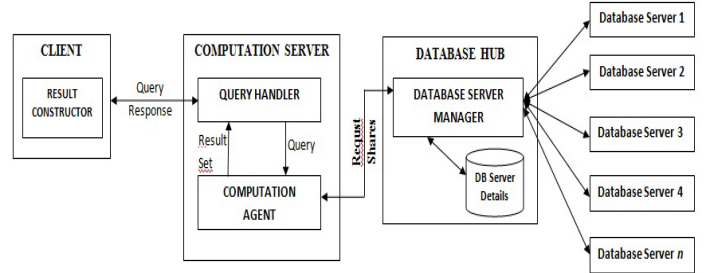 CLIENT
RESULT
CONSTRUCTOR
Query
Response
COMPUTATION SERVER
QUERY HANDLER
Result
Set
Query
COMPUTATION
AGENT
Requst
Shares
DATABASE HUB
DATABASE SERVER
MANAGER
DB Server
Details
Database Server 1
Database Server 2
Database Server 3
Database Server 4
Database Server n